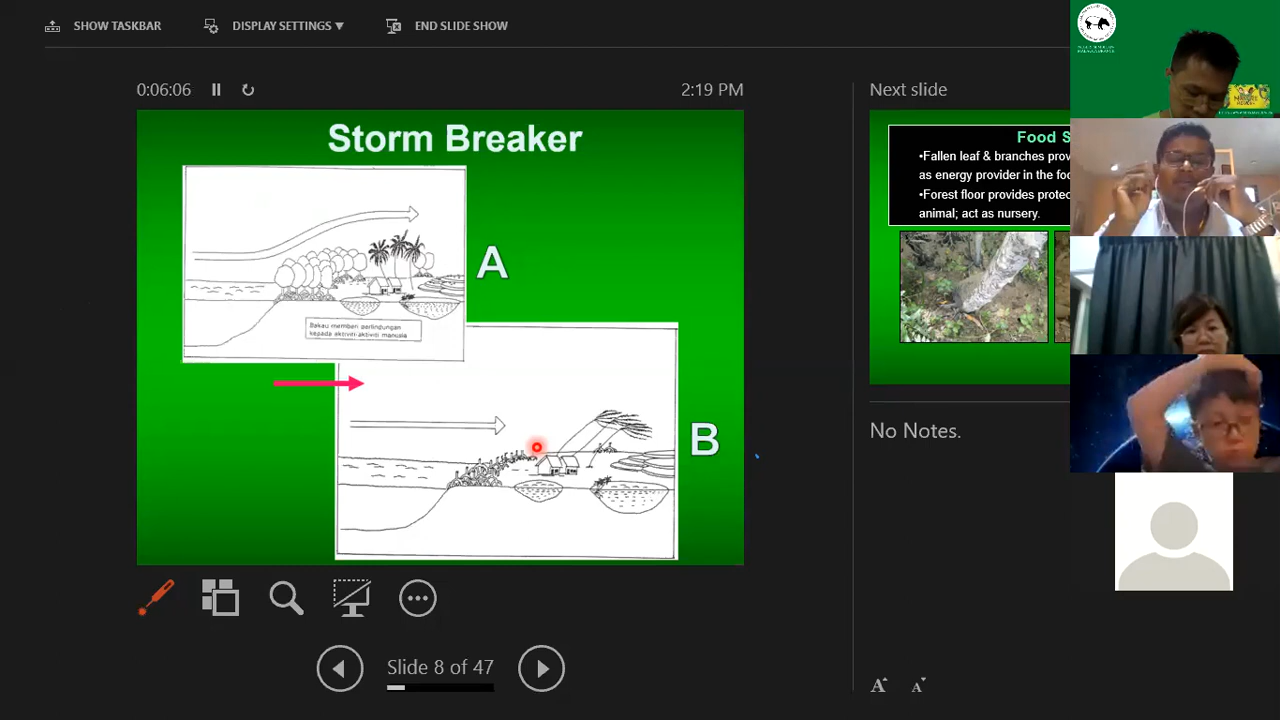 SHOW TASKBAR
DISPLAY SETTINGS
END SLIDE SHOW
0:06:06
2:19 PM
Storm Breaker
A
Bakau memberi perlindungan
kepada aktiviti-aktiviti manusia
B
Next slide
Food S
•Fallen leaf & branches prov
as energy provider in the foo
•Forest floor provides protec
animal; act as nursery.
No Notes.
Slide 8 of 47
A
A